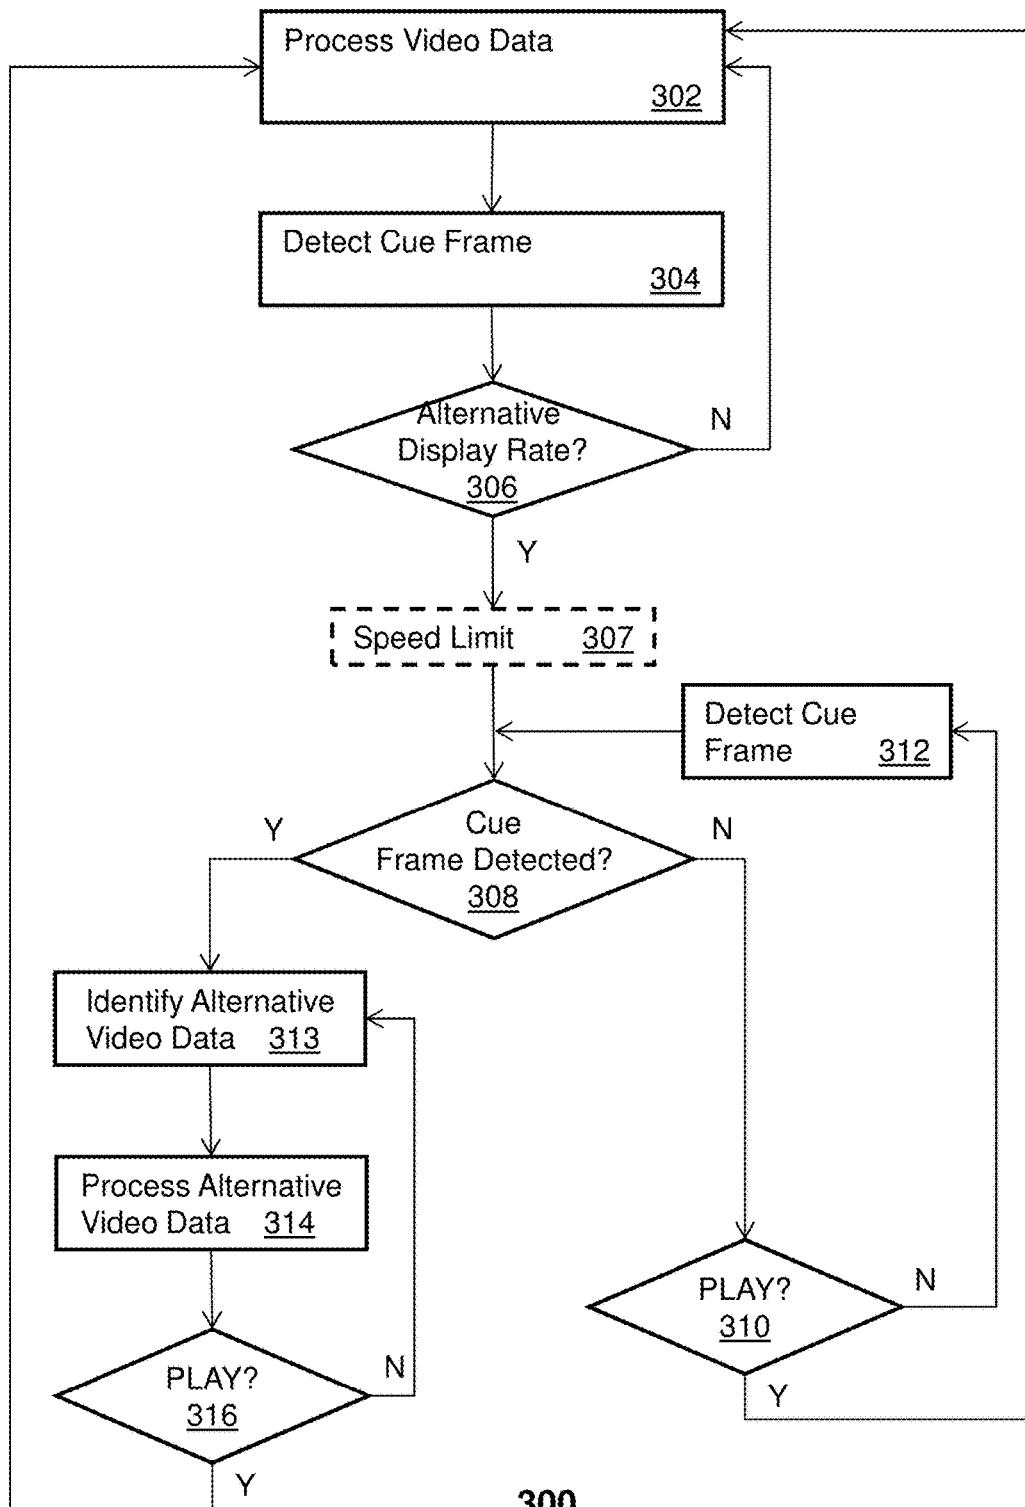 Process Video Data
302
Detect Cue Frame
304
Alternative
Display Rate?
306
N
Y
Speed Limit 307
Detect Cue
Frame 312
Y
Cue
Frame Detected?
308
N
Identify Alternative
Video Data 313
Process Alternative
Video Data 314
PLAY?
310
N
Y
PLAY?
316
N
Y
300